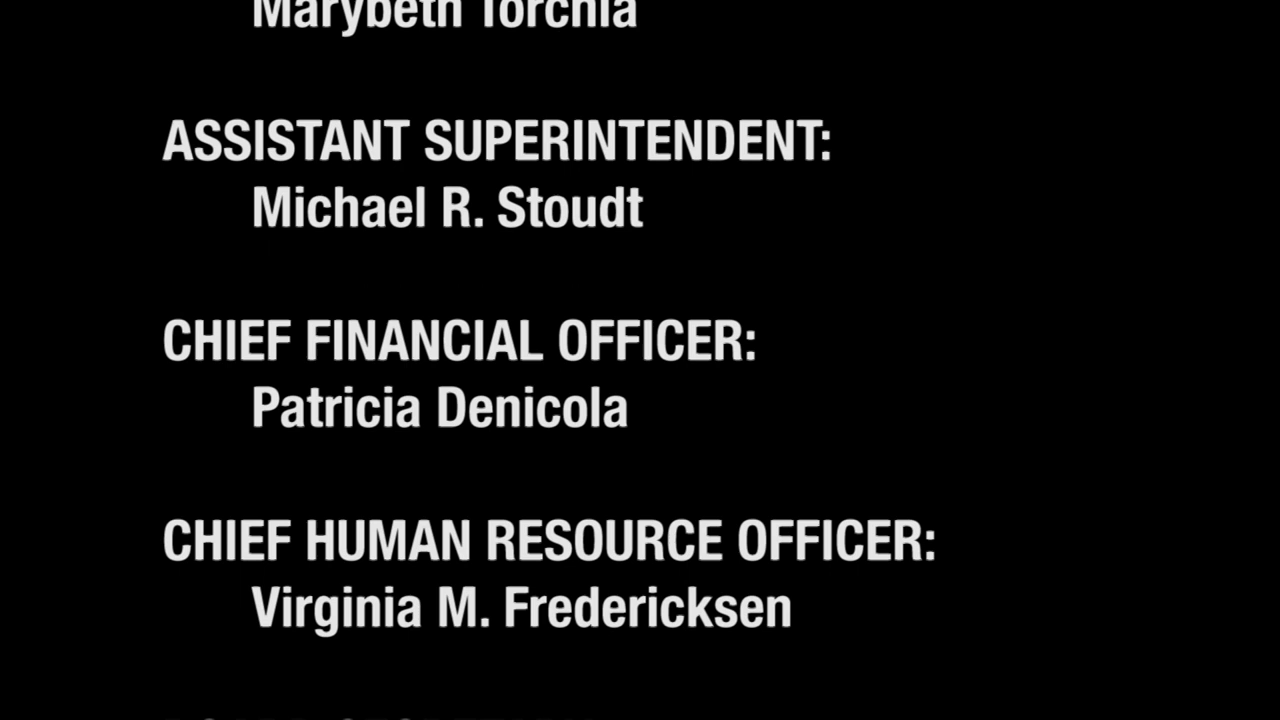 Marybeth Torchia
ASSISTANT SUPERINTENDENT:
Michael R. Stoudt
CHIEF FINANCIAL OFFICER:
Patricia Denicola
CHIEF HUMAN RESOURCE OFFICER:
Virginia M. Fredericksen